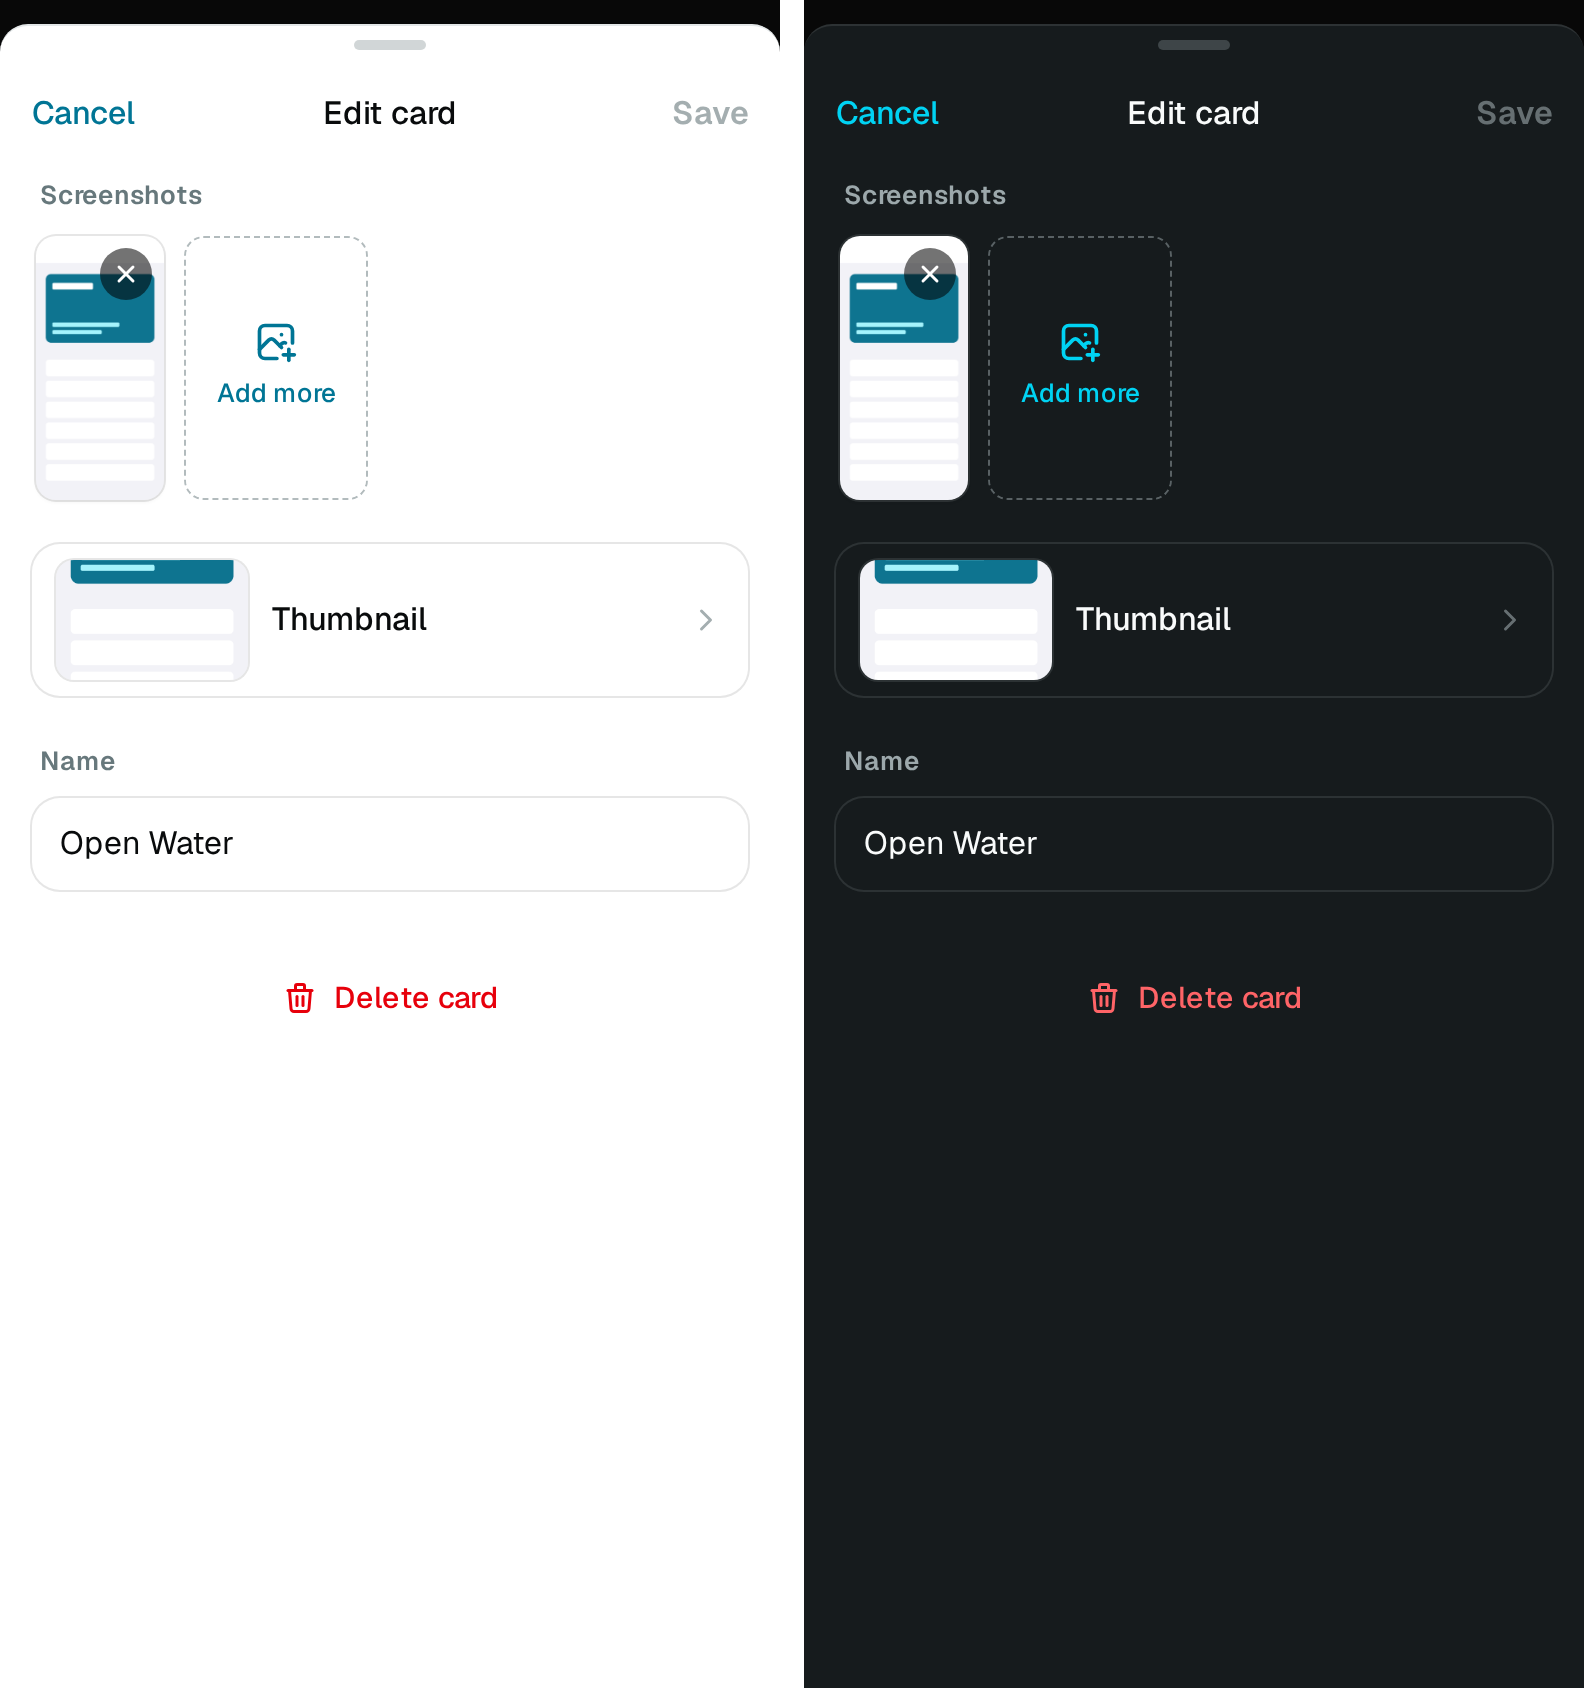 Cancel Edit card Save
Screenshots
Add more
Thumbnail
Name
Open Water
Delete card
Cancel Edit card Save
Screenshots
Add more
Thumbnail
Name
Open Water
Delete card